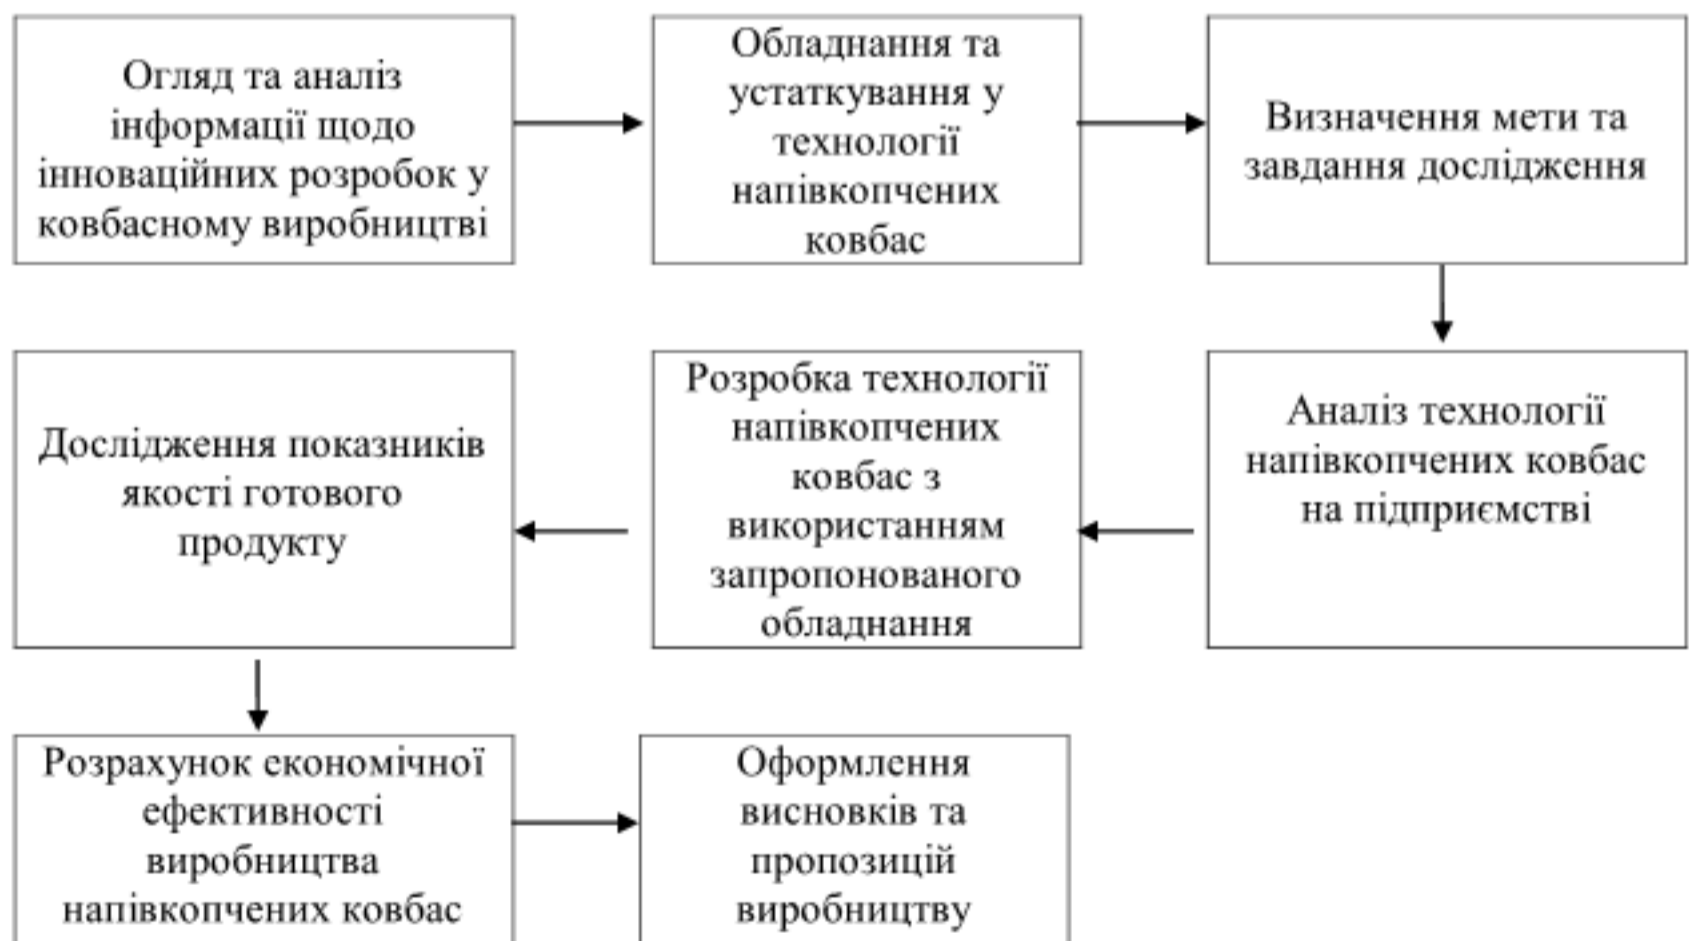 Огляд та аналіз
інформації щодо
інноваційних розробок у
ковбасному виробництві
Обладнання та
устаткування у
технології
напівкопчених
ковбас
Визначення мети та
завдання дослідження
Аналіз технології
напівкопчених ковбас
на підприємстві
Розробка технології
напівкопчених
ковбас з
використанням
запропонованого
обладнання
Дослідження показників
якості готового
продукту
Розрахунок економічної
ефективності
виробництва
напівкопчених ковбас
Оформлення
висновків та
пропозицій
виробництву